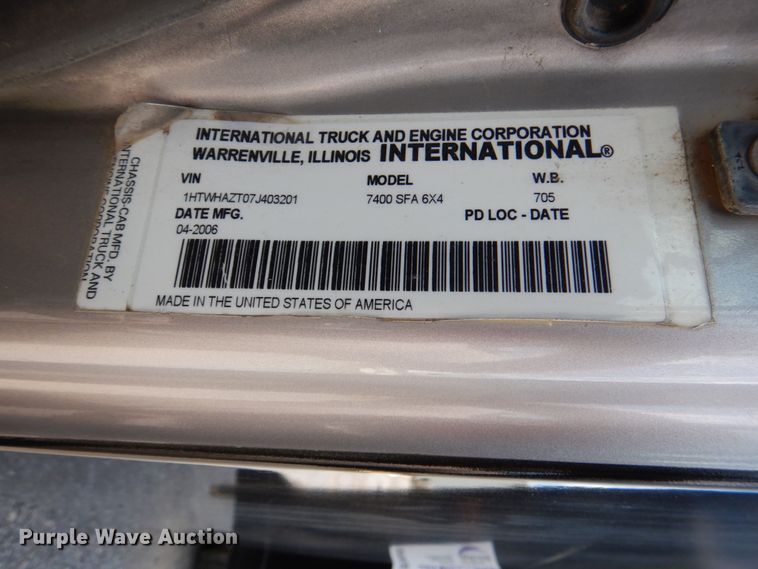 INTERNATIONAL TRUCK AND ENGINE CORPORATION
WARRENVILLE, ILLINOIS INTERNATIONAL®
VIN MODEL W.B.
1HTWHAZT07J403201 7400 SFA 6X4 705
DATE MFG. PD LOC - DATE
04-2006
MADE IN THE UNITED STATES OF AMERICA
CHASSIS-CAB MFD. BY
INTERNATIONAL TRUCK AND
Purple Wave Auction